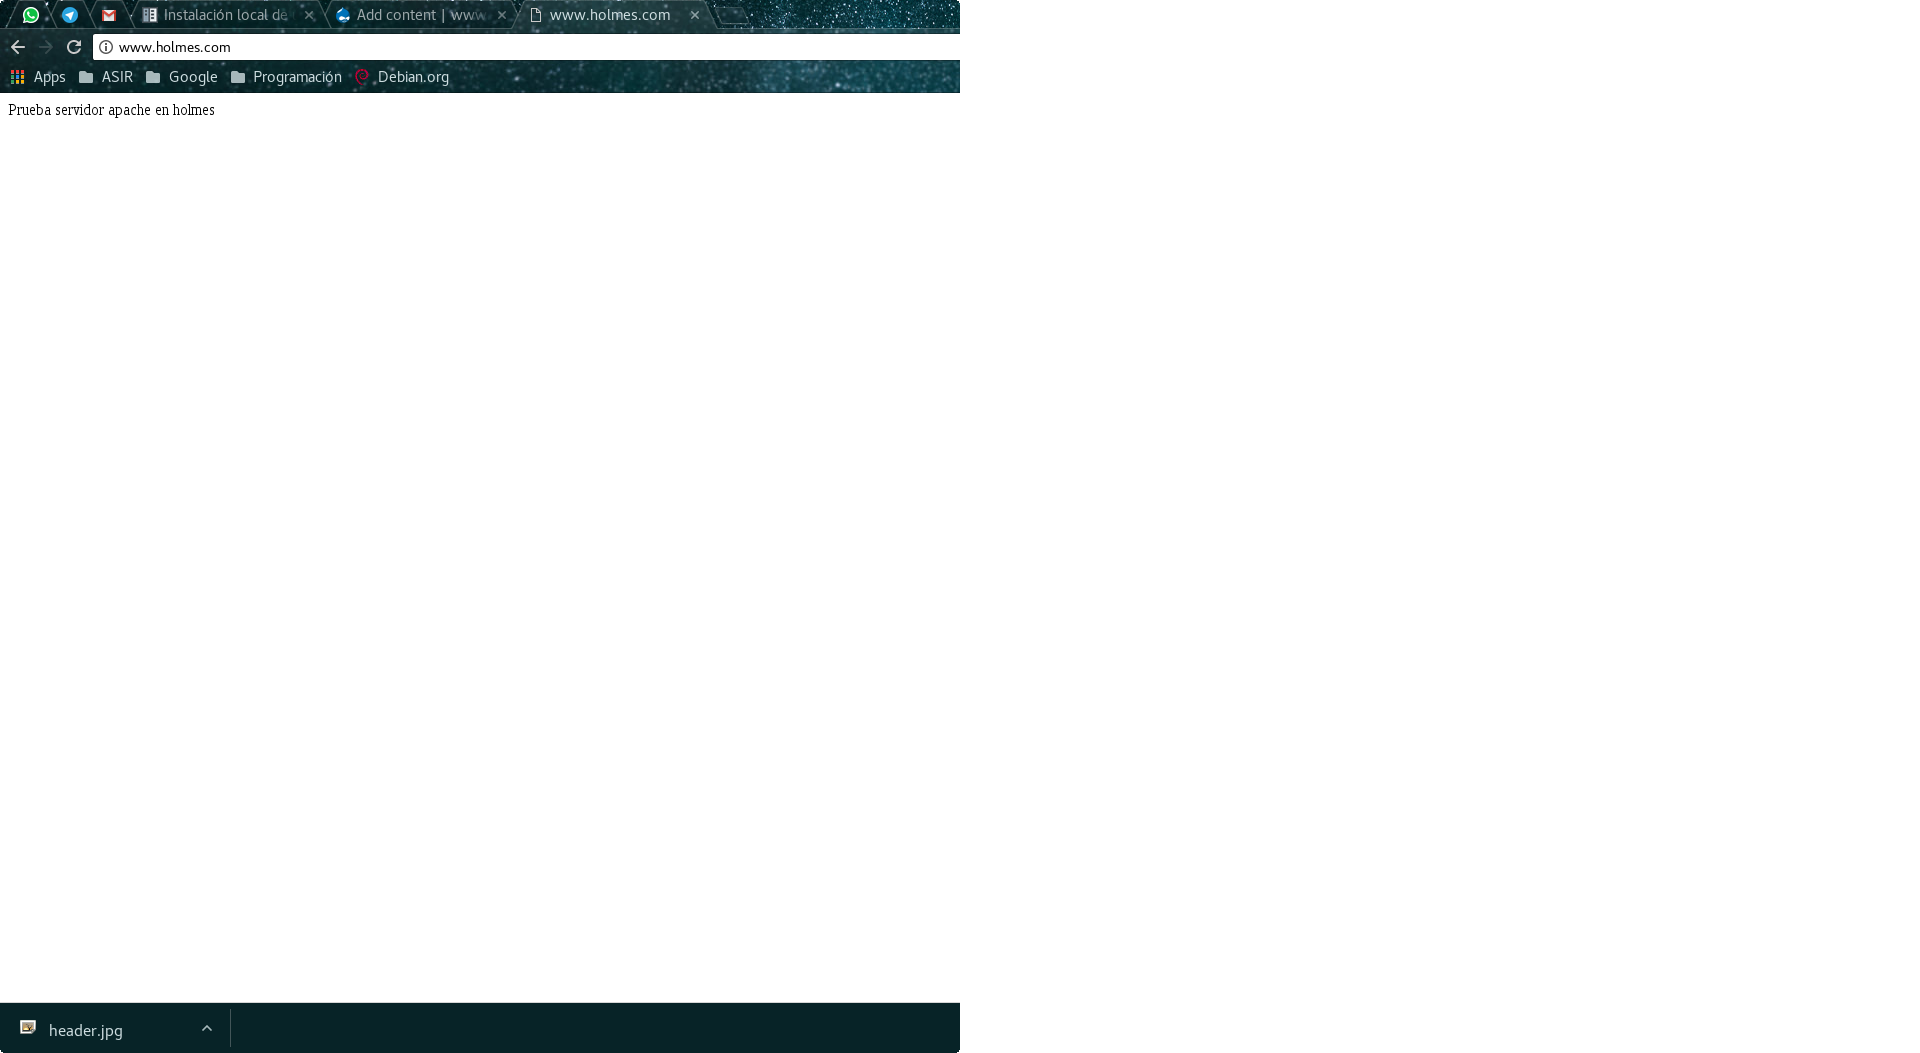 Instalación local de
Add content | www
www.holmes.com
www.holmes.com
Apps
ASIR
Google
Programación
Debian.org
Prueba servidor apache en holmes
header.jpg